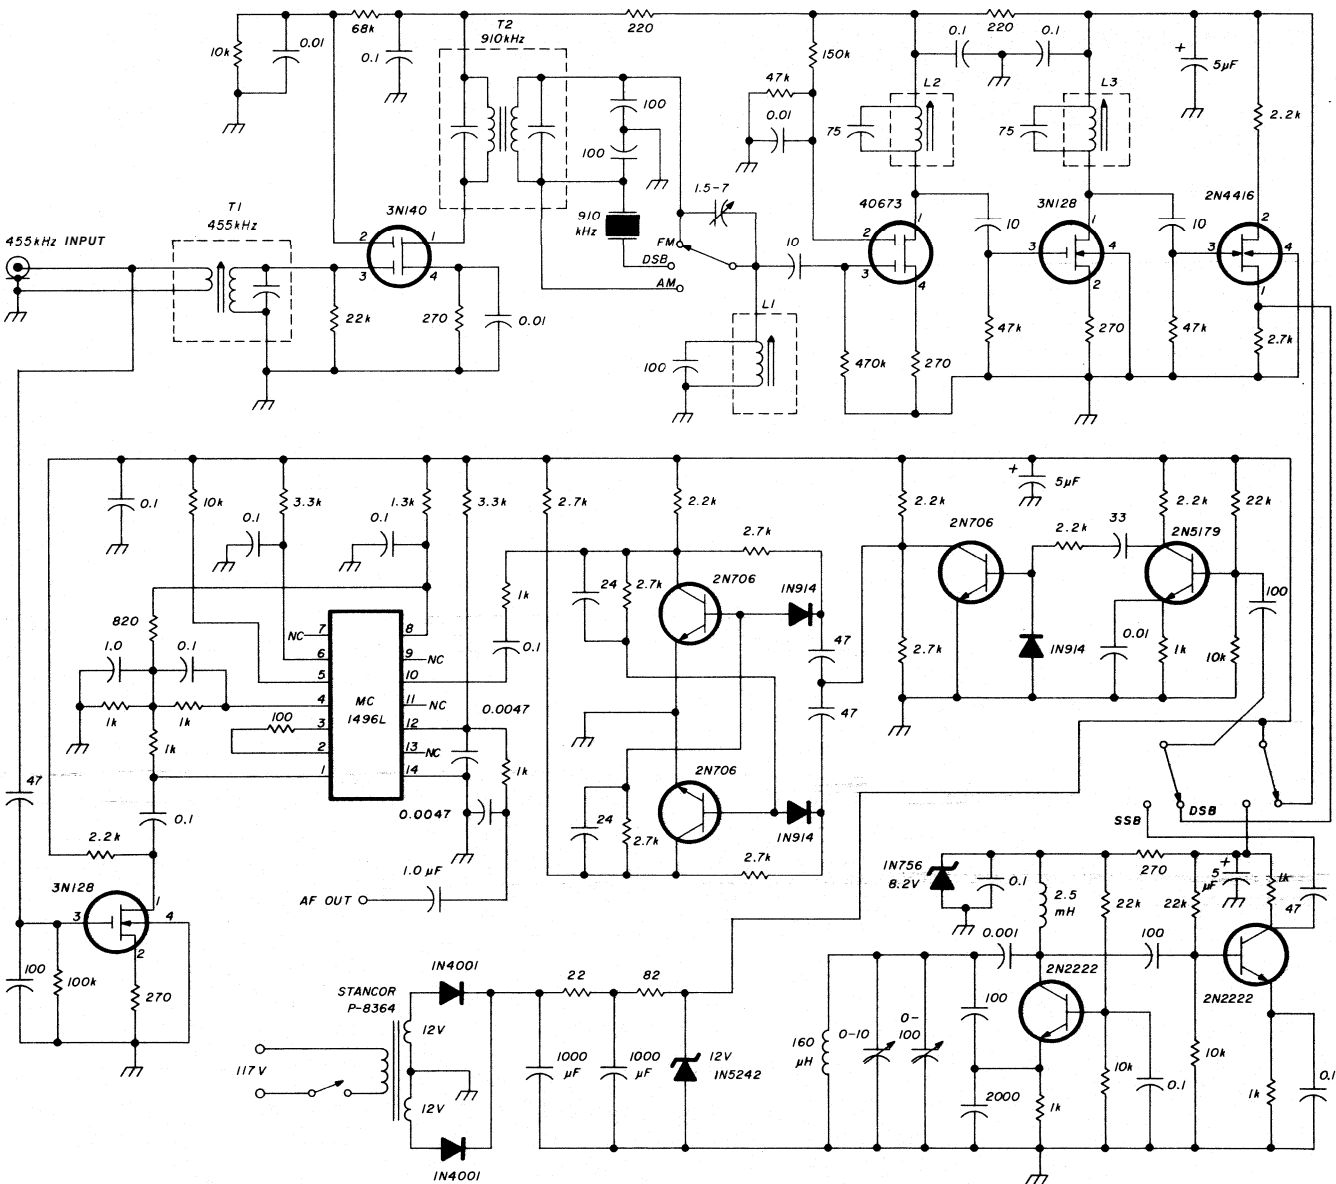 68k
T2
910kHz
220
220
10k
0.01
0.1
150k
0.1
0.1
+
5µF
47k
0.01
L2
L3
2.2k
100
75
75
100
3N140
2
1
3
4
T1
455kHz
455kHz INPUT
22k
270
0.01
910
kHz
1.5-7
FM
DSB
AM
10
40673
1
2
3
4
10
3N128
1
3
4
2
10
2N4416
2
3
4
1
L1
100
470k
270
47k
270
47k
2.7k
0.1
10k
3.3k
1.3k
3.3k
2.7k
2.2k
0.1
0.1
2.7k
2.2k
2N706
+
5µF
2.2k
33
2.2k
2N5179
22k
820
1.0
0.1
1k
1k
1k
NC
7
6
5
4
3
2
1
MC
1496L
8
9
NC
10
11
NC
12
13
NC
14
100
0.0047
0.0047
1k
1k
0.1
24
2.7k
2N706
1N914
47
47
2N706
24
2.7k
1N914
2.7k
2.7k
1N914
0.01
1k
10k
100
47
0.1
2.2k
3N128
1
3
4
2
100
100k
270
1.0 µF
AF OUT
SSB
DSB
1N756
8.2V
0.1
2.5
mH
270
22k
22k
+
5
µF
1k
47
0.001
100
2N2222
2N2222
1N4001
STANCOR
P-8364
12V
12V
117V
1N4001
22
82
1000
µF
1000
µF
12V
1N5242
160
µH
0-10
0-
100
100
2000
1k
10k
0.1
10k
1k
0.1